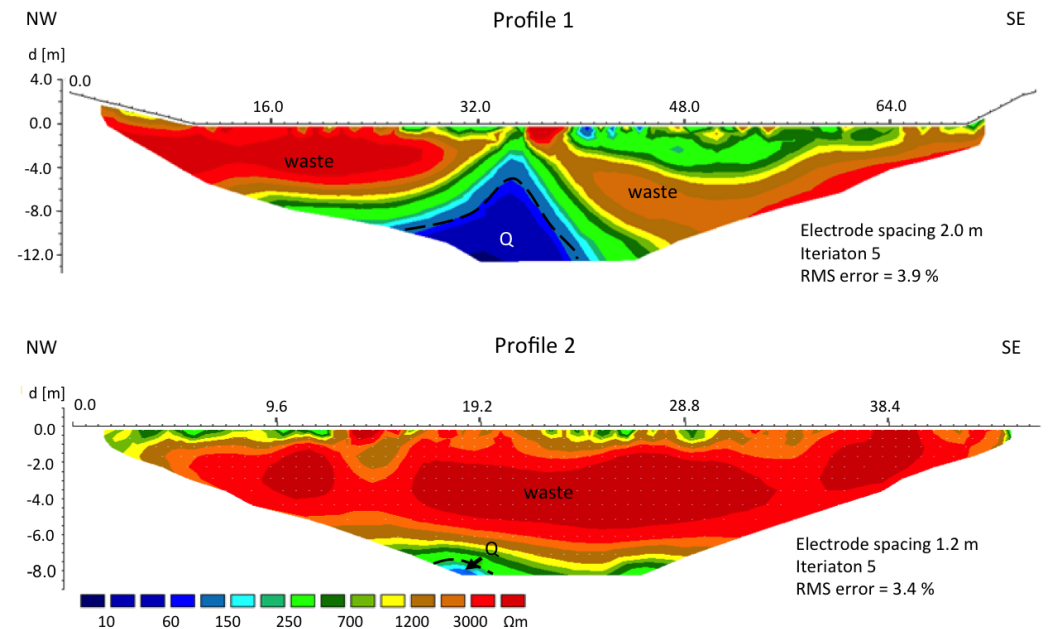 NW Profile 1 SE
d [m]
4.0
0.0
0.0 16.0 32.0 48.0 64.0
-4.0
-8.0
-12.0
waste
waste
Q
Electrode spacing 2.0 m
Iteriaton 5
RMS error = 3.9 %
NW Profile 2 SE
d [m]
0.0 9.6 19.2 28.8 38.4
0.0
-2.0
-4.0
-6.0
-8.0
waste
Q
Electrode spacing 1.2 m
Iteriaton 5
RMS error = 3.4 %
10 60 150 250 700 1200 3000 Ωm